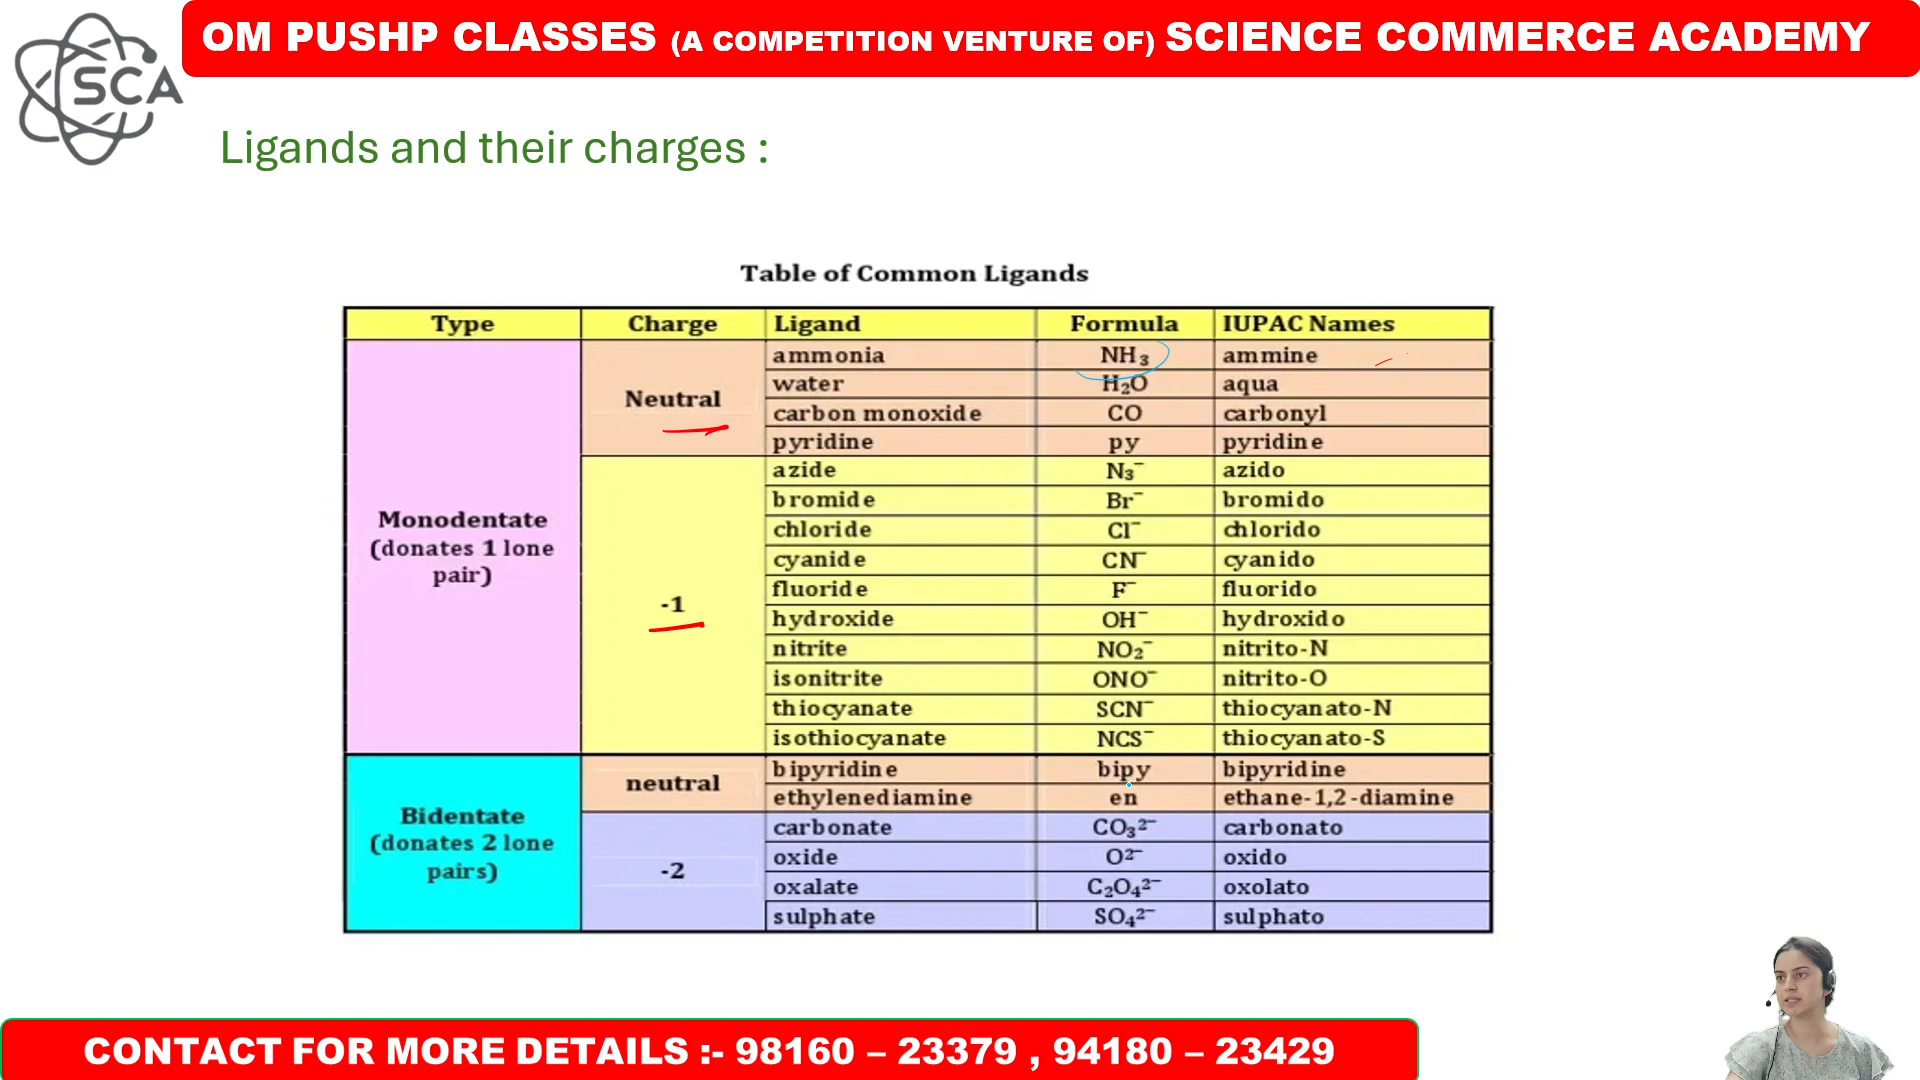 OM PUSHP CLASSES (A COMPETITION VENTURE OF) SCIENCE COMMERCE ACADEMY
SCA
Ligands and their charges :
Table of Common Ligands
Type Charge Ligand Formula IUPAC Names
Monodentate
(donates 1 lone
pair)
Neutral
ammonia NH₃ ammine
water H₂O aqua
carbon monoxide CO carbonyl
pyridine py pyridine
-1
azide N₃⁻ azido
bromide Br⁻ bromido
chloride Cl⁻ chlorido
cyanide CN⁻ cyanido
fluoride F⁻ fluorido
hydroxide OH⁻ hydroxido
nitrite NO₂⁻ nitrito-N
isonitrite ONO⁻ nitrito-O
thiocyanate SCN⁻ thiocyanato-N
isothiocyanate NCS⁻ thiocyanato-S
Bidentate
(donates 2 lone
pairs)
neutral
bipyridine bipy bipyridine
ethylenediamine en ethane-1,2-diamine
-2
carbonate CO₃²⁻ carbonato
oxide O²⁻ oxido
oxalate C₂O₄²⁻ oxolato
sulphate SO₄²⁻ sulphato
CONTACT FOR MORE DETAILS :- 98160 – 23379 , 94180 – 23429